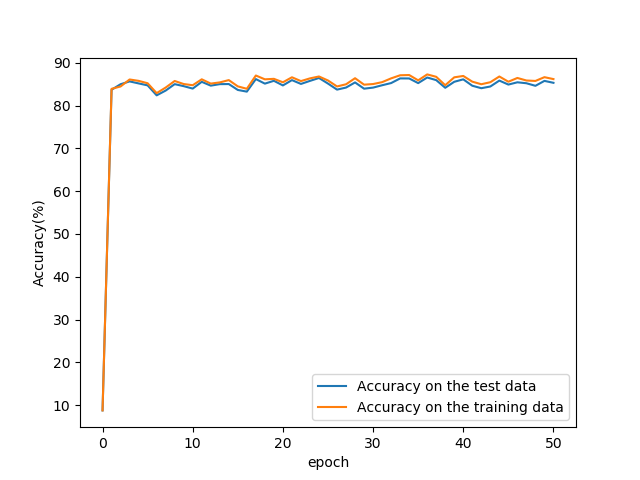 90
80
70
60
50
40
30
20
10
Accuracy(%)
Accuracy on the test data
Accuracy on the training data
0 10 20 30 40 50
epoch